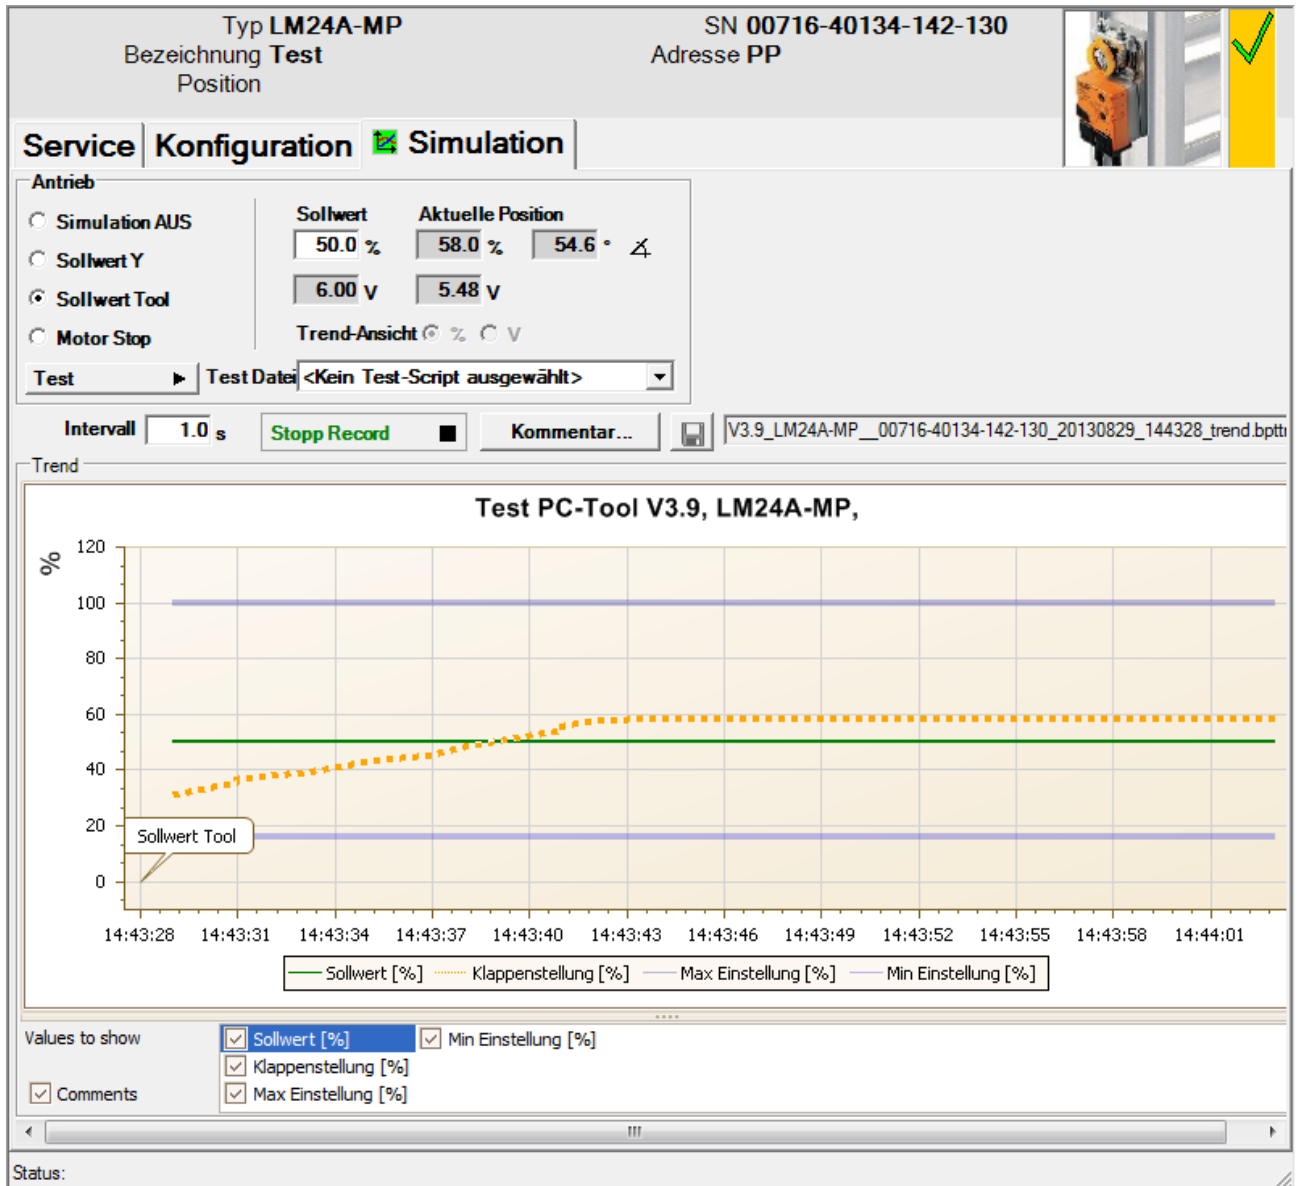 Typ LM24A-MP
SN 00716-40134-142-130
Bezeichnung Test
Adresse PP
Position
Service
Konfiguration
Simulation
Antrieb
Simulation AUS
Sollwert Y
Sollwert Tool
Motor Stop
Sollwert
Aktuelle Position
50.0 %
58.0 %
54.6 °
6.00 V
5.48 V
Trend-Ansicht % V
Test
Test Datei <Kein Test-Script ausgewählt>
Intervall 1.0 s
Stopp Record
Kommentar...
V3.9_LM24A-MP__00716-40134-142-130_20130829_144328_trend.bpttr
Trend
Test PC-Tool V3.9, LM24A-MP,
%
120
100
80
60
40
20
0
Sollwert Tool
14:43:28 14:43:31 14:43:34 14:43:37 14:43:40 14:43:43 14:43:46 14:43:49 14:43:52 14:43:55 14:43:58 14:44:01
Sollwert [%] Klappenstellung [%] Max Einstellung [%] Min Einstellung [%]
Values to show
Sollwert [%]
Min Einstellung [%]
Klappenstellung [%]
Comments
Max Einstellung [%]
Status: